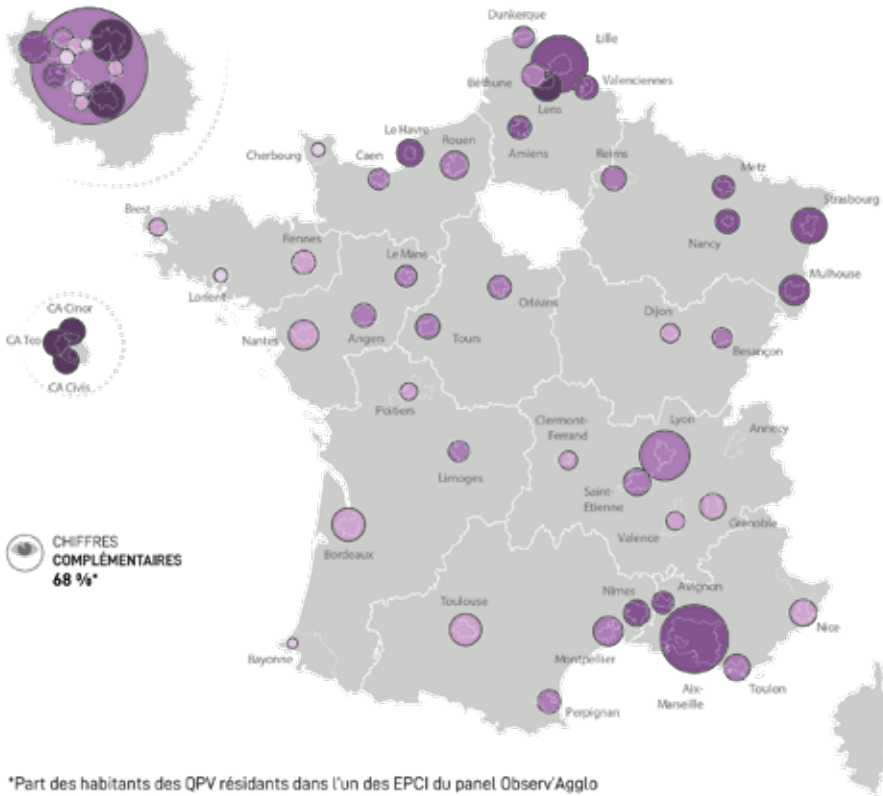 Dunkerque
Lille
Béthune
Valenciennes
Lens
Amiens
Le Havre
Rouen
Cherbourg
Caen
Reims
Metz
Strasbourg
Nancy
Mulhouse
Brest
Rennes
Lorient
Le Mans
Orléans
Nantes
Angers
Tours
Dijon
Besançon
CA Cinor
CA Tco
CA Civis
Poitiers
Limoges
Clermont-
Ferrand
Lyon
Annecy
Saint-
Etienne
Valence
Grenoble
Bordeaux
CHIFFRES
COMPLÉMENTAIRES
68 %*
Toulouse
Nîmes
Avignon
Nice
Bayonne
Montpellier
Aix-
Marseille
Toulon
Perpignan
*Part des habitants des QPV résidants dans l'un des EPCI du panel Observ'Agglo